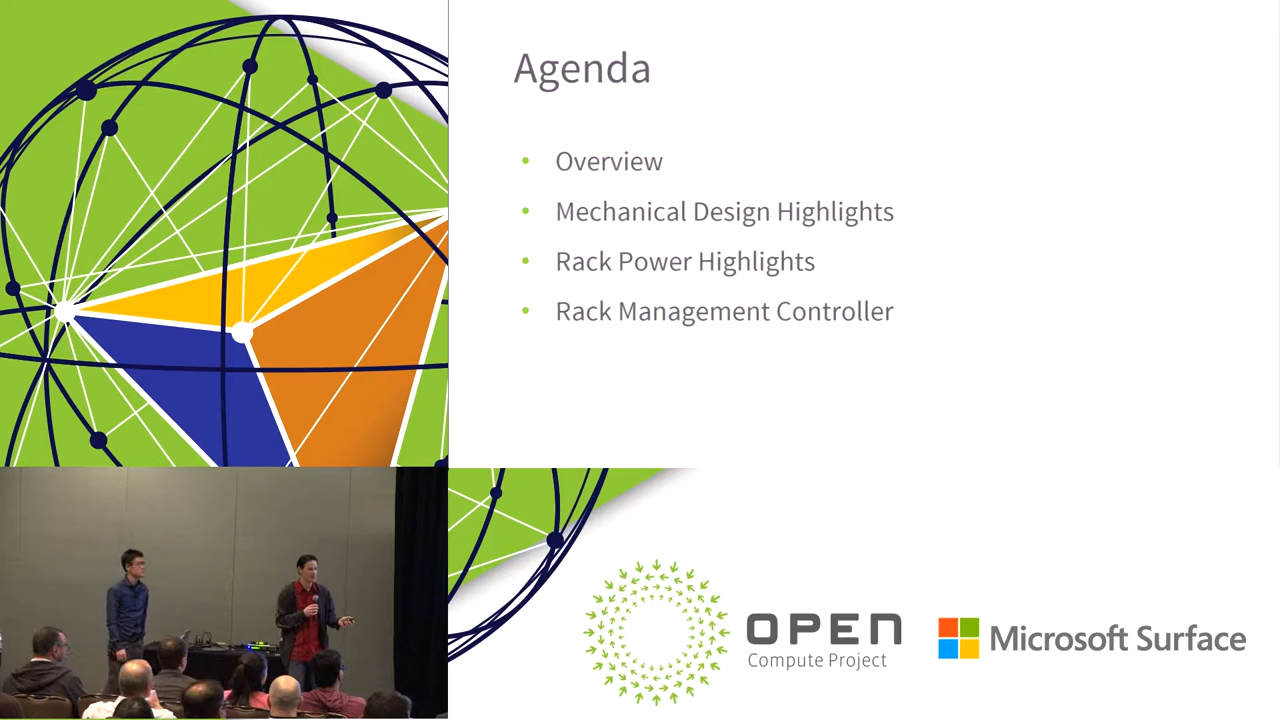 Agenda
• Overview
• Mechanical Design Highlights
• Rack Power Highlights
• Rack Management Controller
OPEN
Compute Project
Microsoft Surface